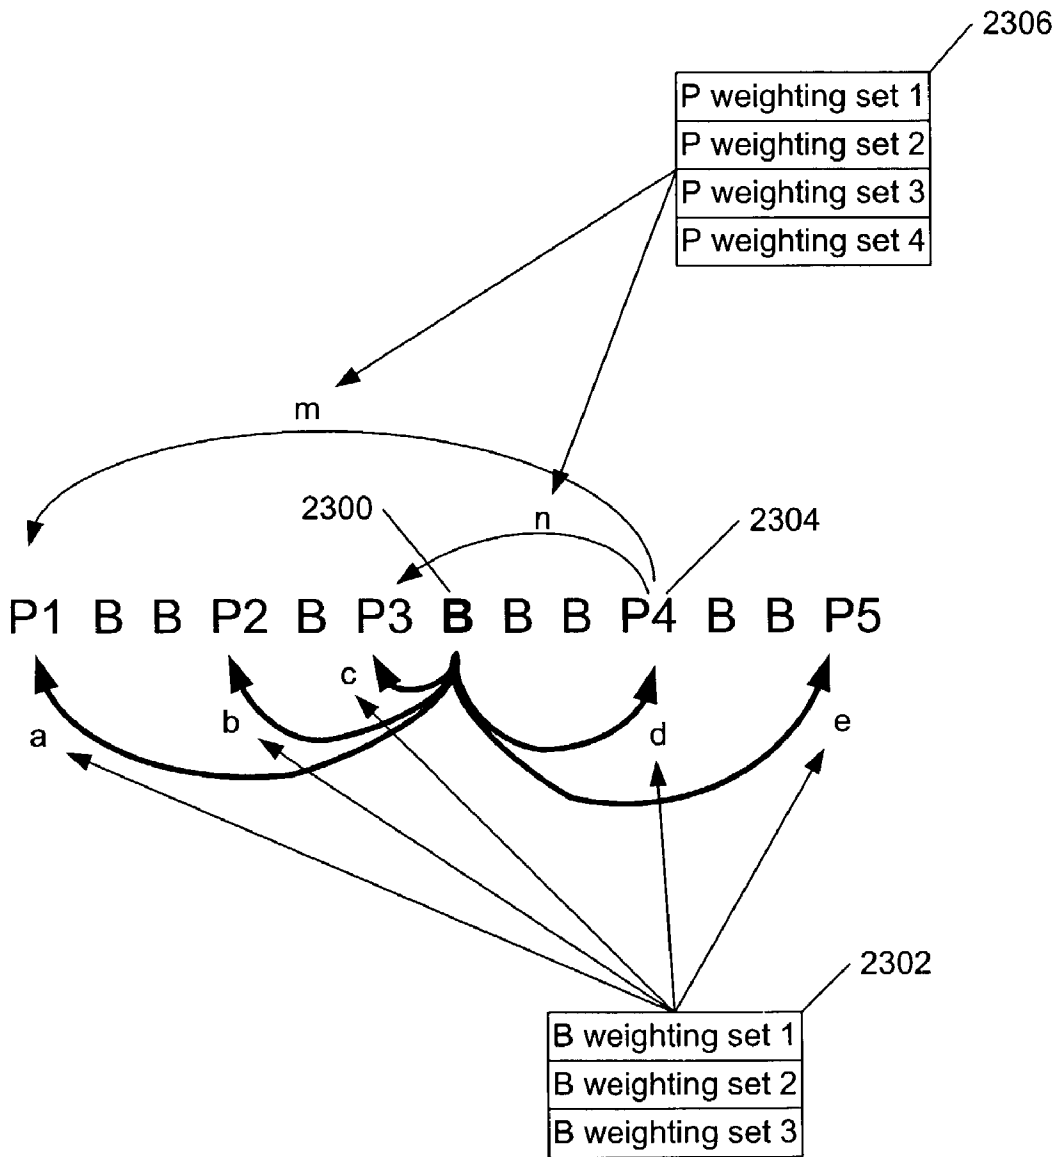 2306
P weighting set 1
P weighting set 2
P weighting set 3
P weighting set 4
m
2300
n
2304
P1 B B P2 B P3 B B B P4 B B P5
c
a
b
d
e
2302
B weighting set 1
B weighting set 2
B weighting set 3